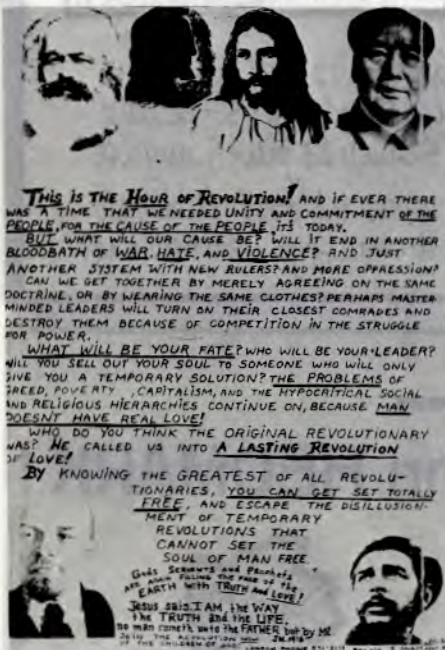 THIS IS THE HOUR OF REVOLUTION! AND IF EVER THERE
WAS A TIME THAT WE NEEDED UNITY AND COMMITMENT OF THE
PEOPLE, FOR THE CAUSE OF THE PEOPLE, IT'S TODAY.
BUT WHAT WILL OUR CAUSE BE? WILL IT END IN ANOTHER
BLOODBATH OF WAR, HATE, AND VIOLENCE? AND JUST
ANOTHER SYSTEM WITH NEW RULERS? AND MORE OPPRESSION?
CAN WE GET TOGETHER BY MERELY AGREEING ON THE SAME
DOCTRINE, OR BY WEARING THE SAME CLOTHES? PERHAPS MASTER
MINDED LEADERS WILL TURN ON THEIR CLOSEST COMRADES AND
DESTROY THEM BECAUSE OF COMPETITION IN THE STRUGGLE
FOR POWER.
WHAT WILL BE YOUR FATE? WHO WILL BE YOUR LEADER?
WILL YOU SELL OUT YOUR SOUL TO SOMEONE WHO WILL ONLY
GIVE YOU A TEMPORARY SOLUTION? THE PROBLEMS OF
GREED, POVERTY, CAPITALISM, AND THE HYPOCRITICAL SOCIAL
AND RELIGIOUS HIERARCHIES CONTINUE ON, BECAUSE MAN
DOESNT HAVE REAL LOVE!
WHO DO YOU THINK THE ORIGINAL REVOLUTIONARY
WAS? HE CALLED US INTO A LASTING REVOLUTION
OF LOVE!
BY KNOWING THE GREATEST OF ALL REVOLU-
TIONARIES, YOU CAN GET SET TOTALLY
FREE, AND ESCAPE THE DISILLUSION-
MENT OF TEMPORARY
REVOLUTIONS THAT
CANNOT SET THE
SOUL OF MAN FREE.
Gods SERVANTS and Prophets
ARE AGAIN FILLING THE FACE OF the
EARTH with TRUTH and LOVE!
Jesus said, I AM the WAY
the TRUTH and the LIFE.
no man cometh unto the FATHER but by ME.
JOIN THE REVOLUTION NOW
OF THE CHILDREN OF GOD LONDON PHONE